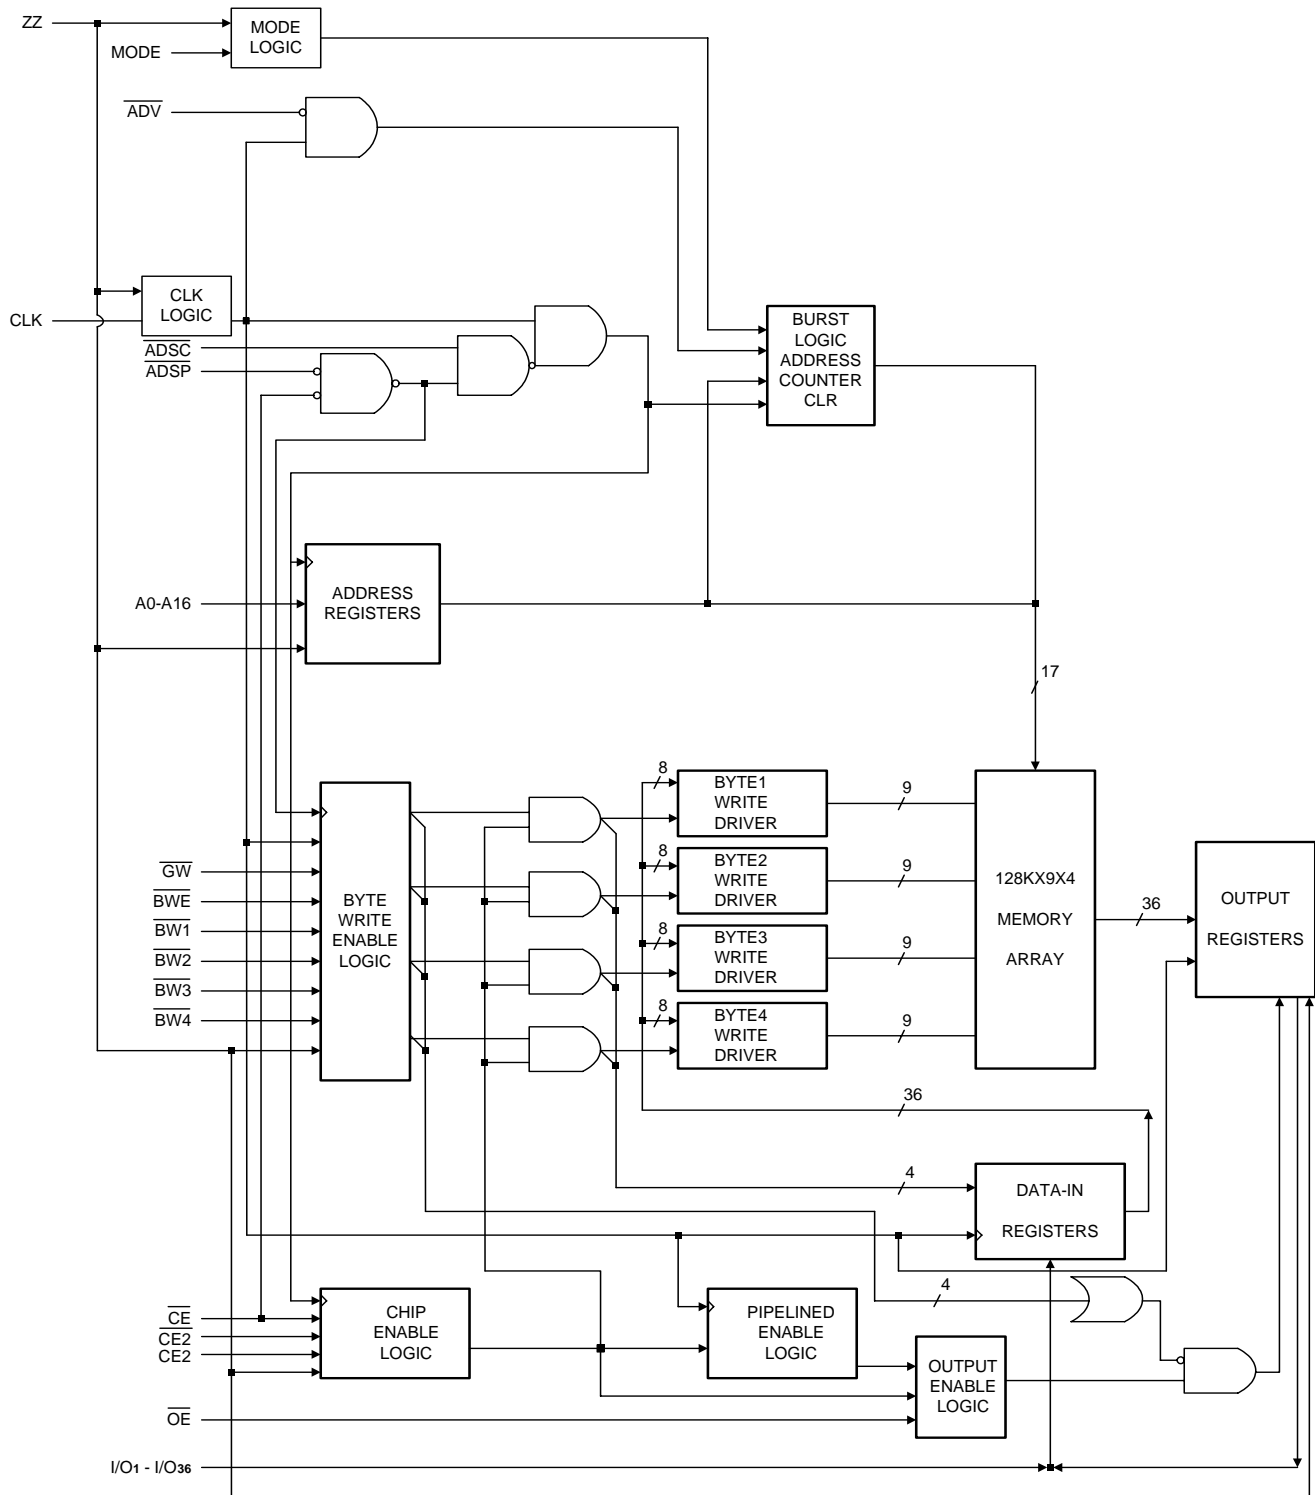 ZZ
MODE
MODE
LOGIC
ADV
CLK
CLK
LOGIC
ADSC
ADSP
BURST
LOGIC
ADDRESS
COUNTER
CLR
A0-A16
ADDRESS
REGISTERS
17
GW
BWE
BW1
BW2
BW3
BW4
BYTE
WRITE
ENABLE
LOGIC
8
BYTE1
WRITE
DRIVER
9
8
BYTE2
WRITE
DRIVER
9
8
BYTE3
WRITE
DRIVER
9
8
BYTE4
WRITE
DRIVER
9
128KX9X4
MEMORY
ARRAY
36
OUTPUT
REGISTERS
36
4
DATA-IN
REGISTERS
4
CE
CE2
CE2
CHIP
ENABLE
LOGIC
PIPELINED
ENABLE
LOGIC
OUTPUT
ENABLE
LOGIC
OE
I/O1 - I/O36